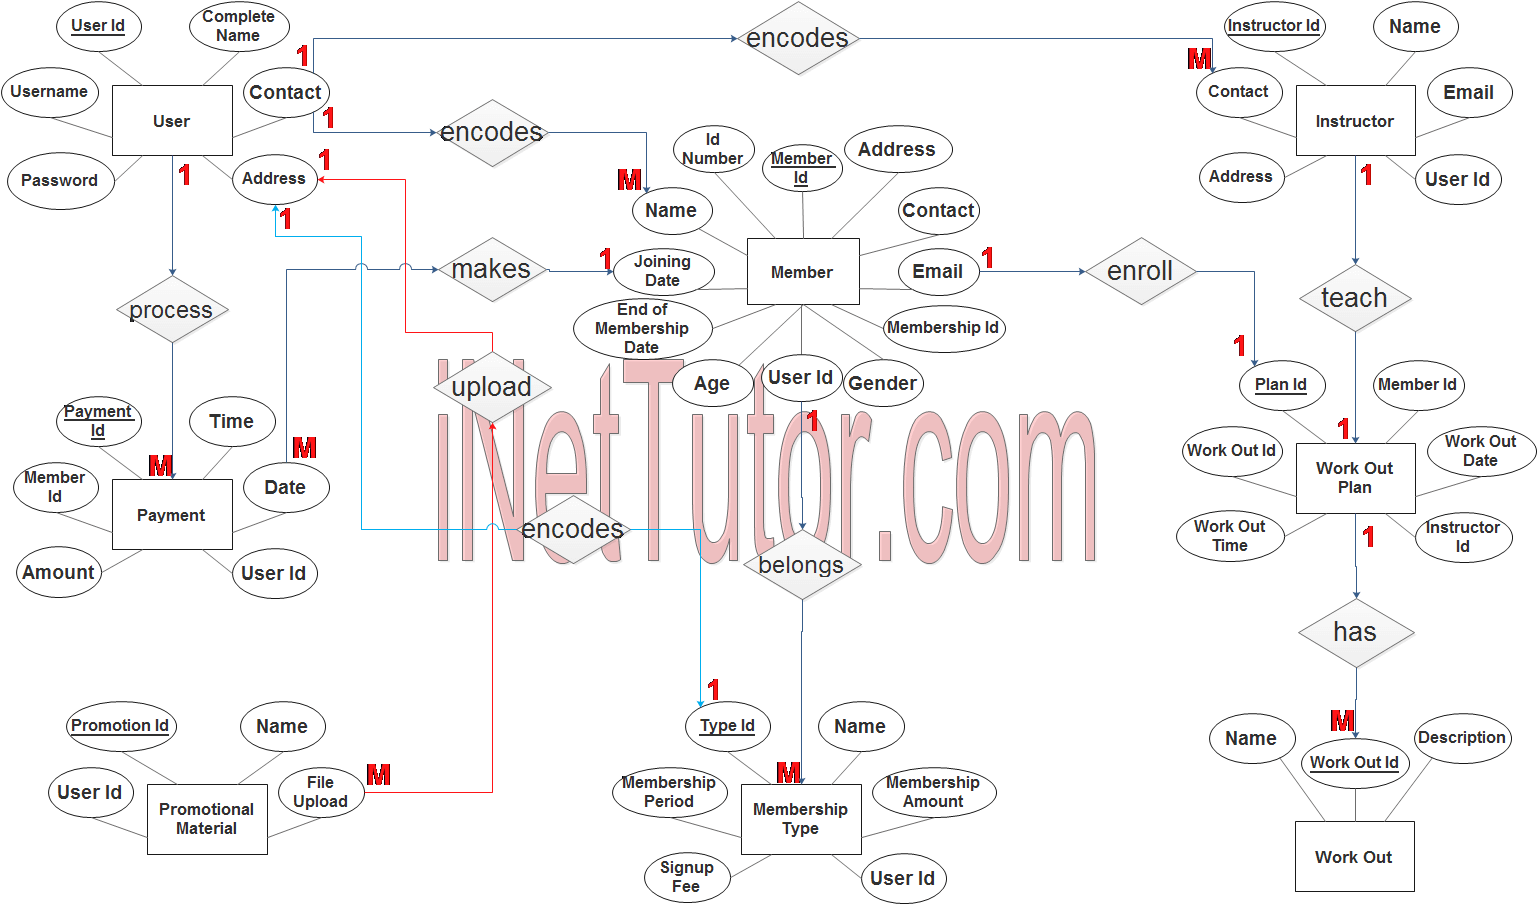 User Id
Complete
Name
Username
Contact
User
Password
Address
1
1
1
1
1
encodes
M
encodes
M
Instructor Id
Name
Contact
Email
Instructor
Address
User Id
1
Id
Number
Member
Id
Address
Name
Contact
Joining
Date
Member
Email
End of
Membership
Date
Membership Id
Age
User Id
Gender
1
1
1
process
makes
enroll
teach
upload
1
1
Plan Id
Member Id
Work Out Id
Work Out
Date
Work Out
Plan
Work Out
Time
Instructor
Id
1
Payment
Id
Time
Member
Id
Date
Payment
Amount
User Id
M
M
iNetTutor.com
encodes
belongs
has
1
M
M
Promotion Id
Name
User Id
File
Upload
Promotional
Material
M
Type Id
Name
Membership
Period
Membership
Amount
Membership
Type
Signup
Fee
User Id
Name
Work Out Id
Description
Work Out